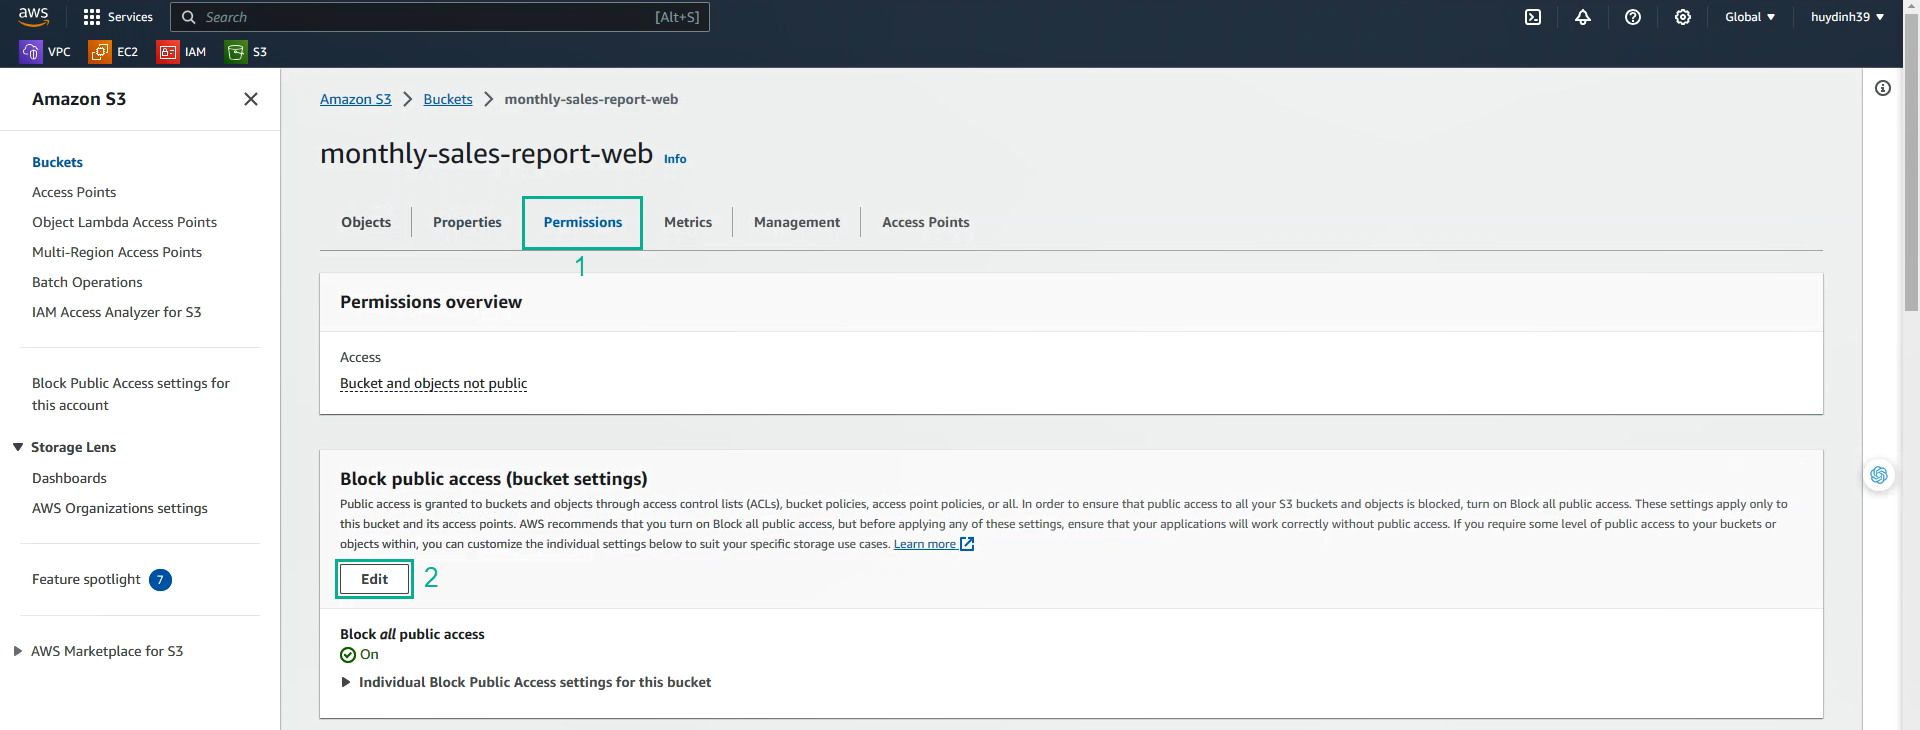 aws
Services
Search
[Alt+S]
Global
huydinh39
VPC
EC2
IAM
S3
Amazon S3
Buckets
Access Points
Object Lambda Access Points
Multi-Region Access Points
Batch Operations
IAM Access Analyzer for S3
Block Public Access settings for
this account
Storage Lens
Dashboards
AWS Organizations settings
Feature spotlight 7
AWS Marketplace for S3
Amazon S3 > Buckets > monthly-sales-report-web
monthly-sales-report-web Info
Objects
Properties
Permissions
Metrics
Management
Access Points
1
Permissions overview
Access
Bucket and objects not public
Block public access (bucket settings)
Public access is granted to buckets and objects through access control lists (ACLs), bucket policies, access point policies, or all. In order to ensure that public access to all your S3 buckets and objects is blocked, turn on Block all public access. These settings apply only to
this bucket and its access points. AWS recommends that you turn on Block all public access, but before applying any of these settings, ensure that your applications will work correctly without public access. If you require some level of public access to your buckets or
objects within, you can customize the individual settings below to suit your specific storage use cases. Learn more
Edit
2
Block all public access
On
Individual Block Public Access settings for this bucket